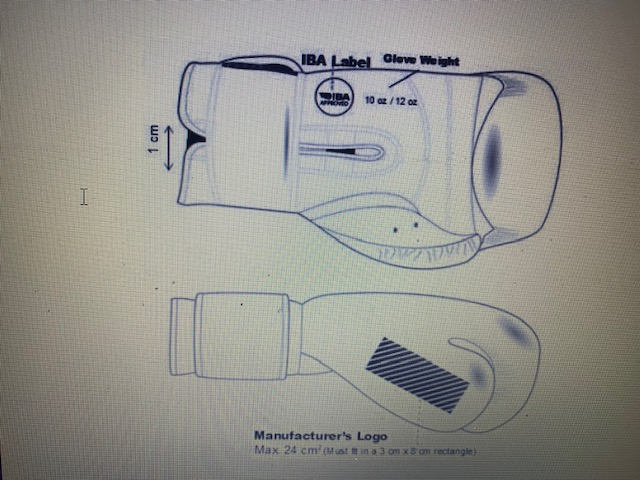 IBA Label
Glove Weight
IBA
APPROVED
10 oz / 12 oz
1 cm
Manufacturer's Logo
Max. 24 cm² (Must fit in a 3 cm x 8 cm rectangle)